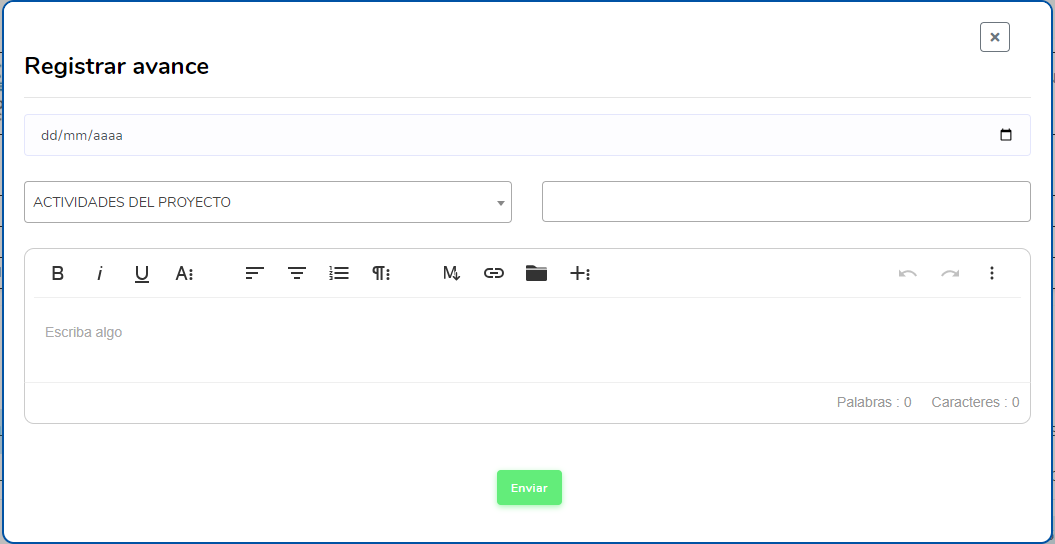 Registrar avance
dd/mm/aaaa
ACTIVIDADES DEL PROYECTO
Escriba algo
Palabras : 0 Caracteres : 0
Enviar